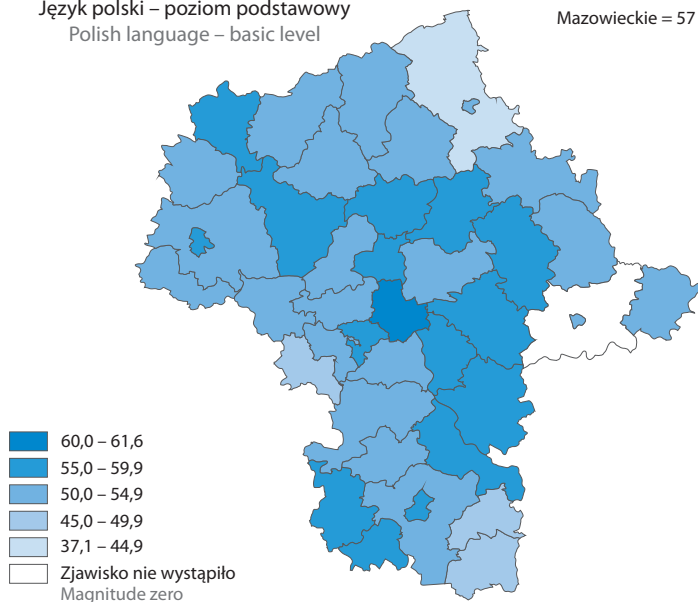 Język polski – poziom podstawowy
Polish language – basic level
Mazowieckie = 57
60,0 – 61,6
55,0 – 59,9
50,0 – 54,9
45,0 – 49,9
37,1 – 44,9
Zjawisko nie wystąpiło
Magnitude zero